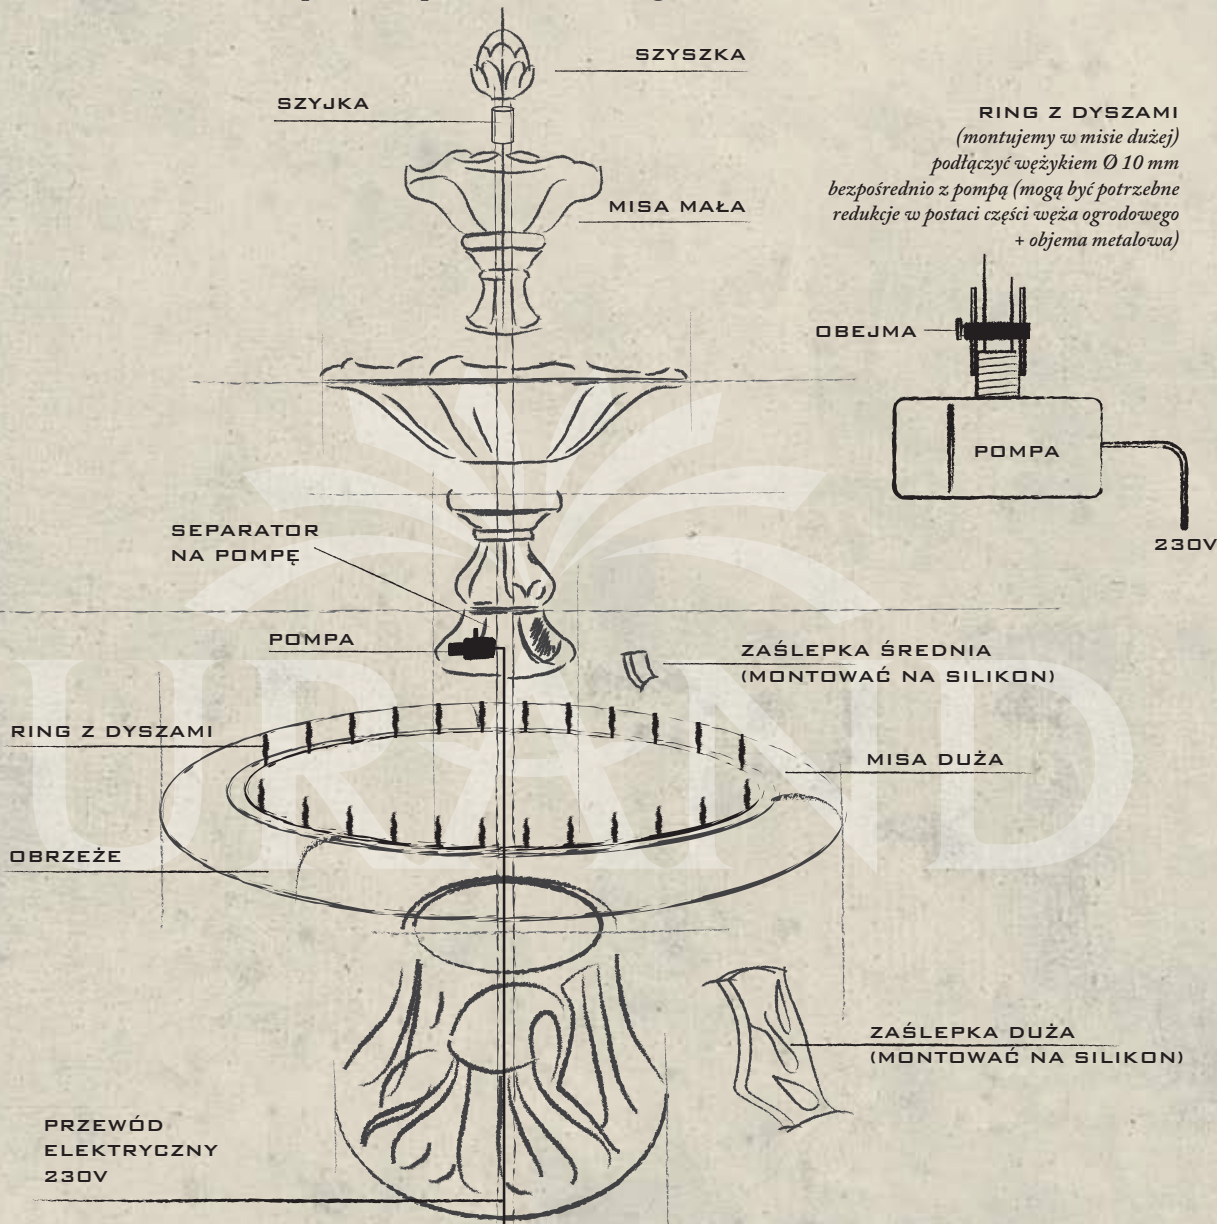 SZYSZKA
SZYJKA
RING Z DYSZAMI
(montujemy w misie dużej)
podłączyć wężykiem Ø 10 mm
bezpośrednio z pompą (mogą być potrzebne
redukcje w postaci części węża ogrodowego
+ objema metalowa)
MISA MAŁA
OBEJMA
POMPA
230V
SEPARATOR
NA POMPĘ
POMPA
ZAŚLEPKA ŚREDNIA
(MONTOWAĆ NA SILIKON)
RING Z DYSZAMI
MISA DUŻA
URAND
OBRZEŻE
ZAŚLEPKA DUŻA
(MONTOWAĆ NA SILIKON)
PRZEWÓD
ELEKTRYCZNY
230V